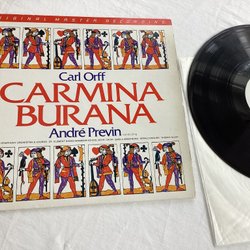 ORIGINAL MASTER RECORDING
Carl Orff
CARMINA
BURANA
André Previn